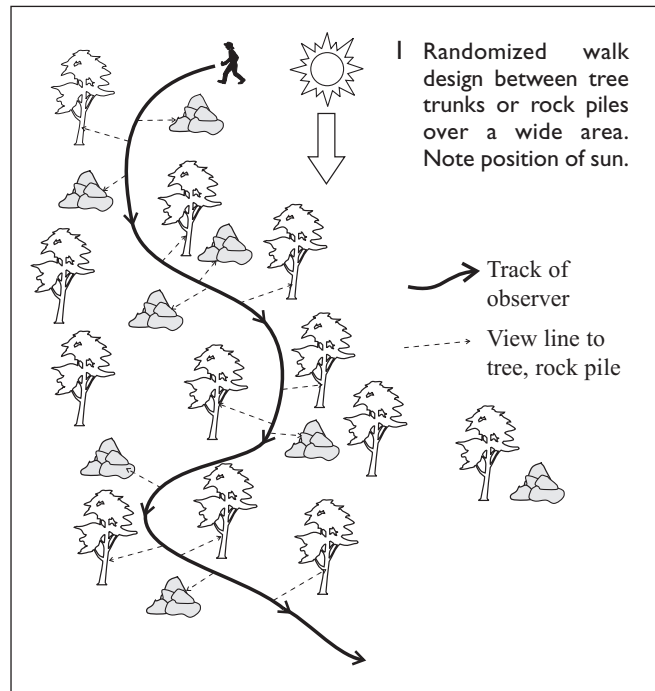 1 Randomized walk
design between tree
trunks or rock piles
over a wide area.
Note position of sun.
Track of
observer
View line to
tree, rock pile